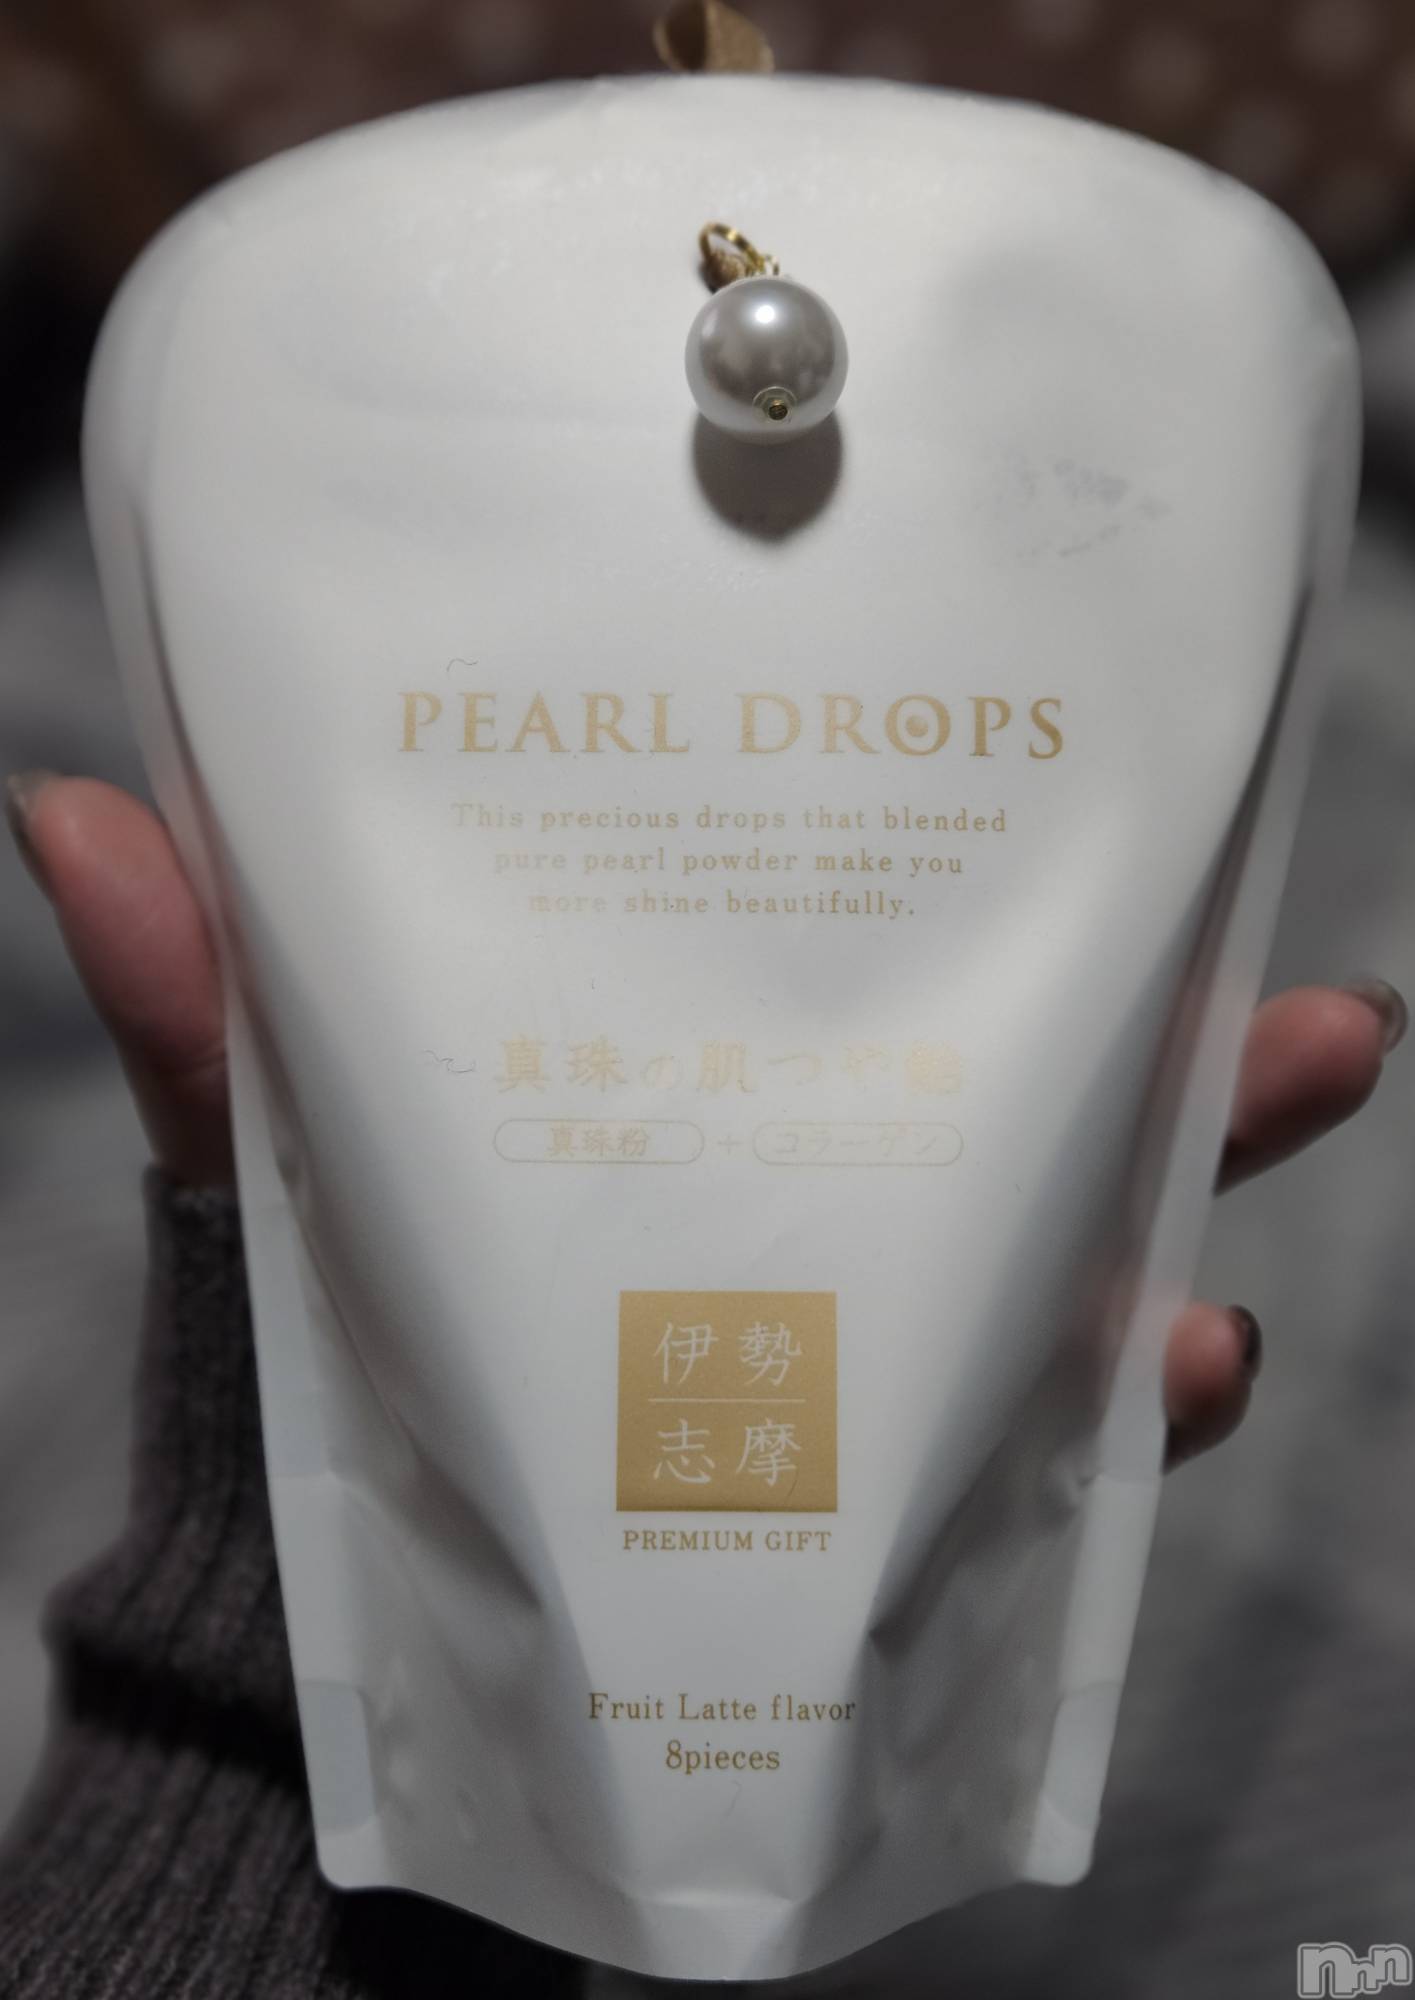 PEARL DROPS
This precious drops that blended
pure pearl powder make you
more shine beautifully.
真珠の肌つや飴
真珠粉 + コラーゲン
伊勢
志摩
PREMIUM GIFT
Fruit Latte flavor
8pieces
nnn